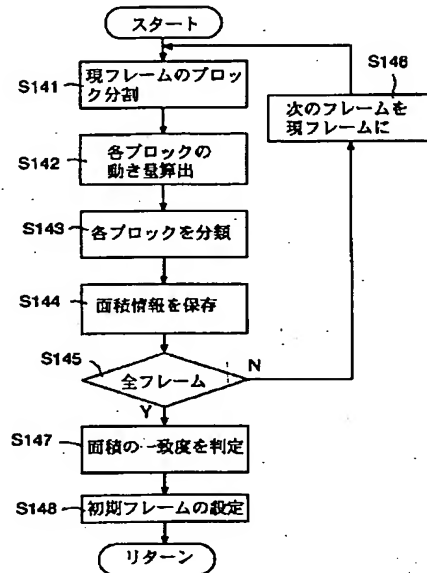 スタート
S141
現フレームのブロッ
ク分割
S146
次のフレームを
現フレームに
S142
各ブロックの
動き量算出
S143
各ブロックを分類
S144
面積情報を保存
S145
全フレーム
N
Y
S147
面積の一致度を判定
S148
初期フレームの設定
リターン